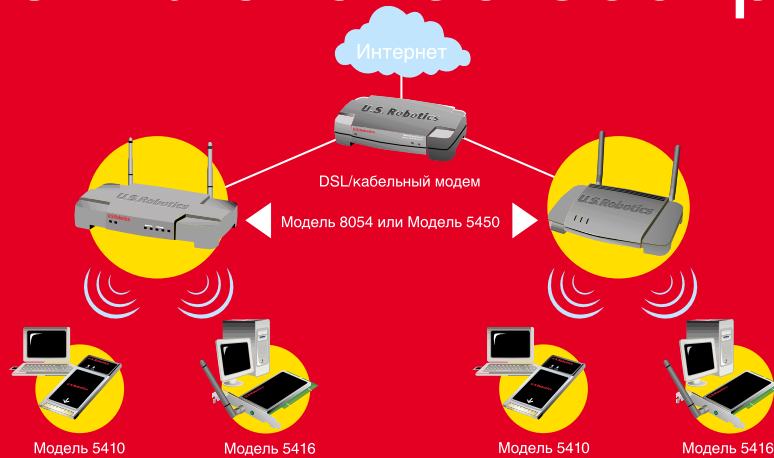 Интернет
U.S. Robotics
DSL/кабельный модем
U.S.Robotics
U.S.Robotics
Модель 8054 или Модель 5450
Модель 5410
Модель 5416
Модель 5410
Модель 5416